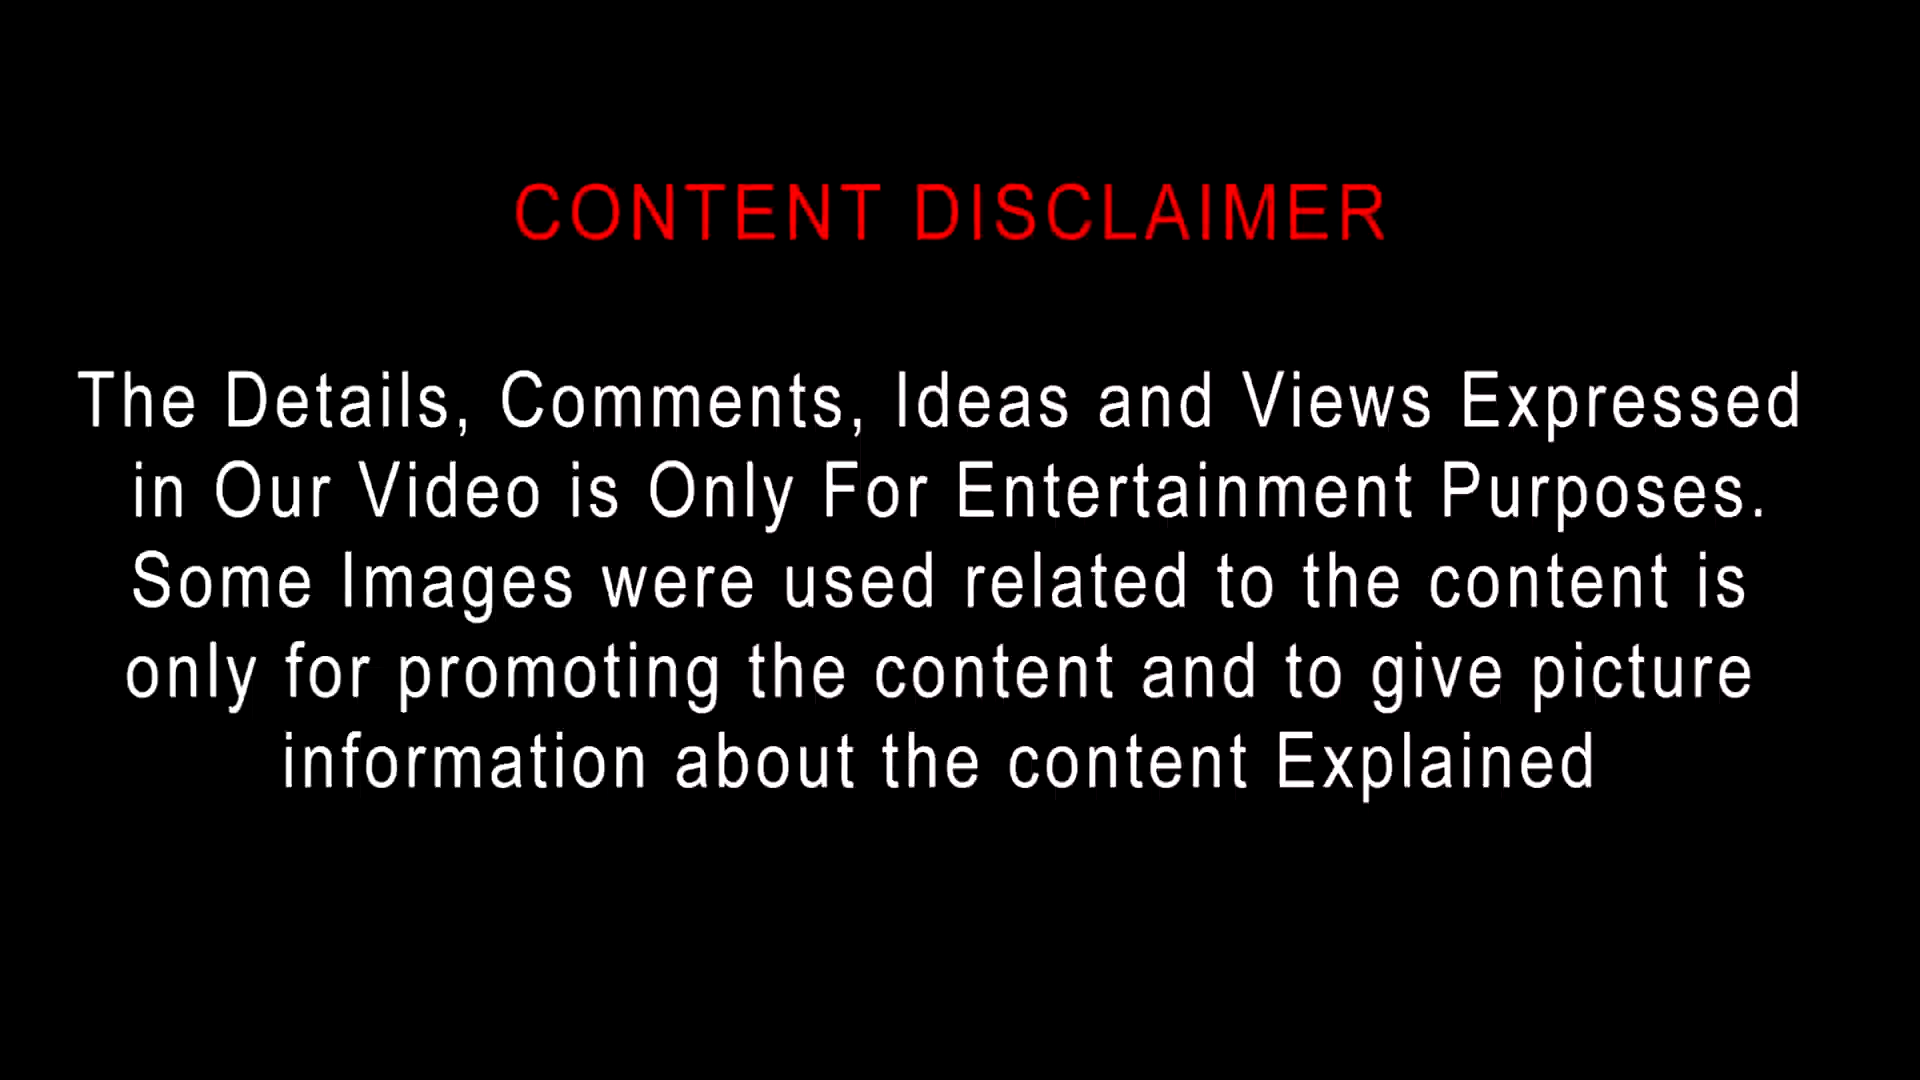 CONTENT DISCLAIMER
The Details, Comments, Ideas and Views Expressed
in Our Video is Only For Entertainment Purposes.
Some Images were used related to the content is
only for promoting the content and to give picture
information about the content Explained